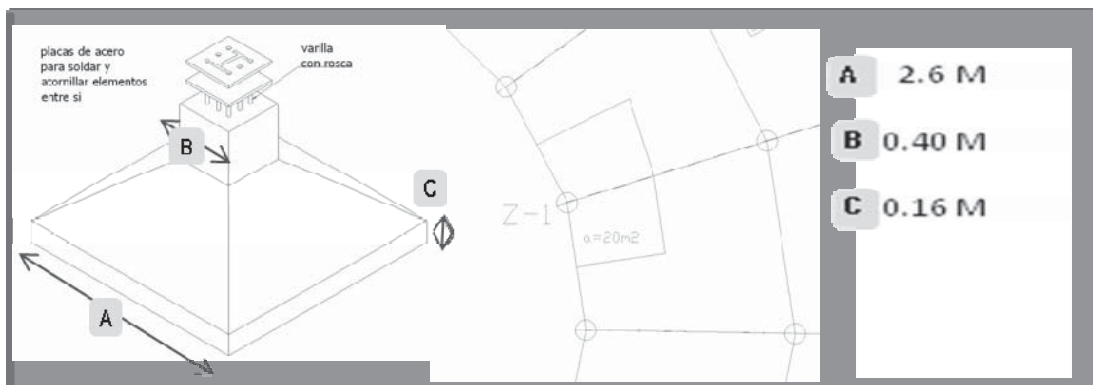 placas de acero
para soldar y
atornillar elementos
entre si
varilla
con rosca
B
C
A
Z-1
a=20m2
A 2.6 M
B 0.40 M
C 0.16 M